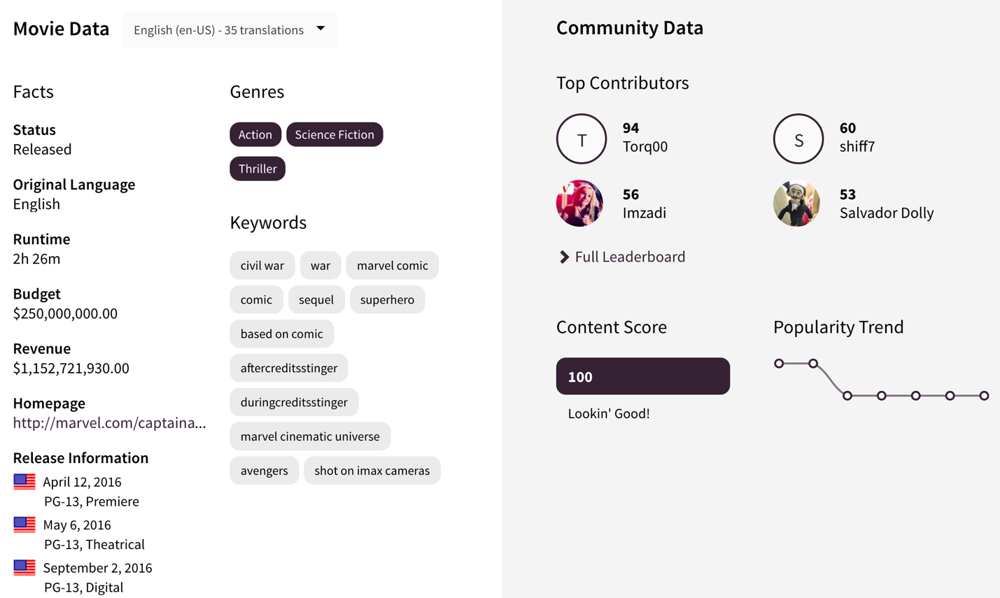 Movie Data
English (en-US) - 35 translations
Facts
Status
Released
Original Language
English
Runtime
2h 26m
Budget
$250,000,000.00
Revenue
$1,152,721,930.00
Homepage
http://marvel.com/captaina...
Release Information
April 12, 2016
PG-13, Premiere
May 6, 2016
PG-13, Theatrical
September 2, 2016
PG-13, Digital
Genres
Action Science Fiction
Thriller
Keywords
civil war war marvel comic
comic sequel superhero
based on comic
aftercreditsstinger
duringcreditsstinger
marvel cinematic universe
avengers shot on imax cameras
Community Data
Top Contributors
T
94
Torq00
S
60
shiff7
56
Imzadi
53
Salvador Dolly
Full Leaderboard
Content Score
100
Lookin' Good!
Popularity Trend